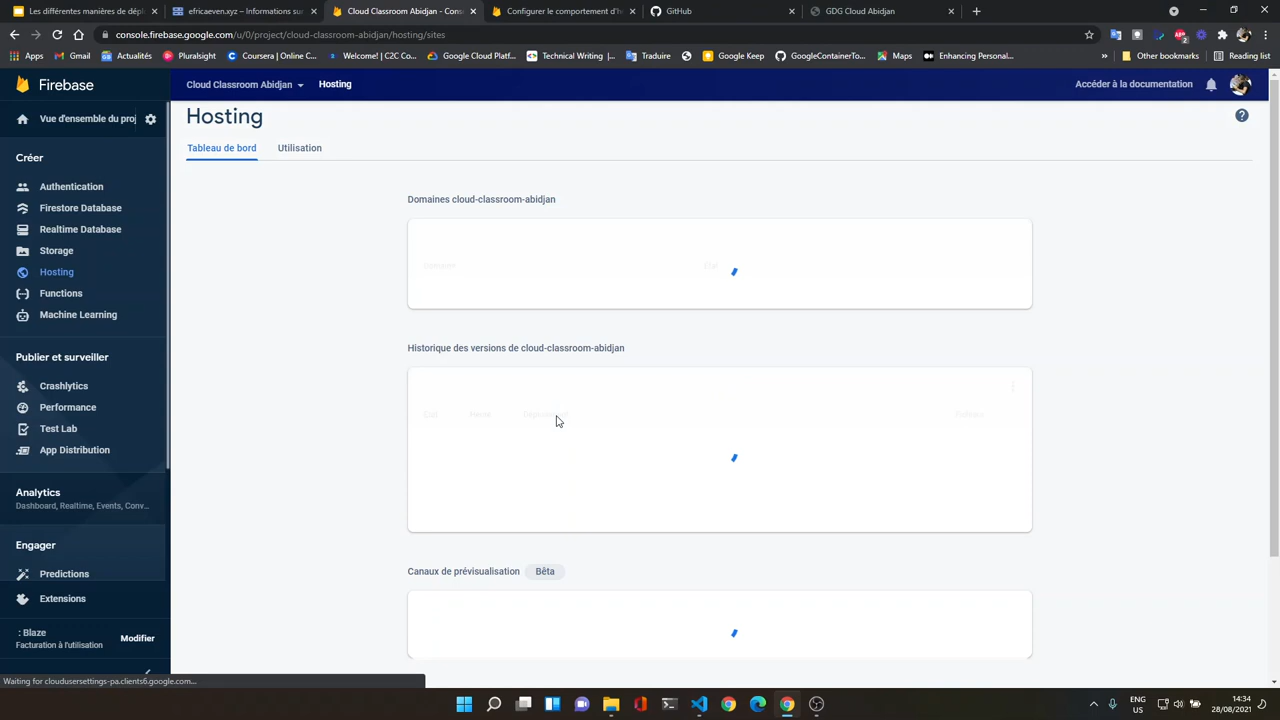 Les différentes manières de dépl
ericaeven.xyz – Informations su
Cloud Classroom Abidjan - Cons
Configurer le comportement d'h
GitHub
GDG Cloud Abidjan
console.firebase.google.com/u/0/project/cloud-classroom-abidjan/hosting/sites
Apps
Gmail
Actualités
Pluralsight
Coursera | Online C...
Welcome! | C2C Co...
Google Cloud Platf...
Technical Writing |...
Traduire
Google Keep
GoogleContainerTo...
Maps
Enhancing Personal...
Other bookmarks
Reading list
Firebase
Cloud Classroom Abidjan
Hosting
Accéder à la documentation
Vue d'ensemble du proj
Hosting
Tableau de bord
Utilisation
Créer
Authentication
Firestore Database
Realtime Database
Storage
Hosting
Functions
Machine Learning
Publier et surveiller
Crashlytics
Performance
Test Lab
App Distribution
Analytics
Dashboard, Realtime, Events, Conv...
Engager
Predictions
Extensions
: Blaze
Facturation à l'utilisation
Modifier
Domaines cloud-classroom-abidjan
Domaine
État
Historique des versions de cloud-classroom-abidjan
État
Heure
Déploiement
Fichiers
Canaux de prévisualisation
Bêta
Waiting for cloudusersettings-pa.clients6.google.com...
ENG
US
14:34
28/08/2021